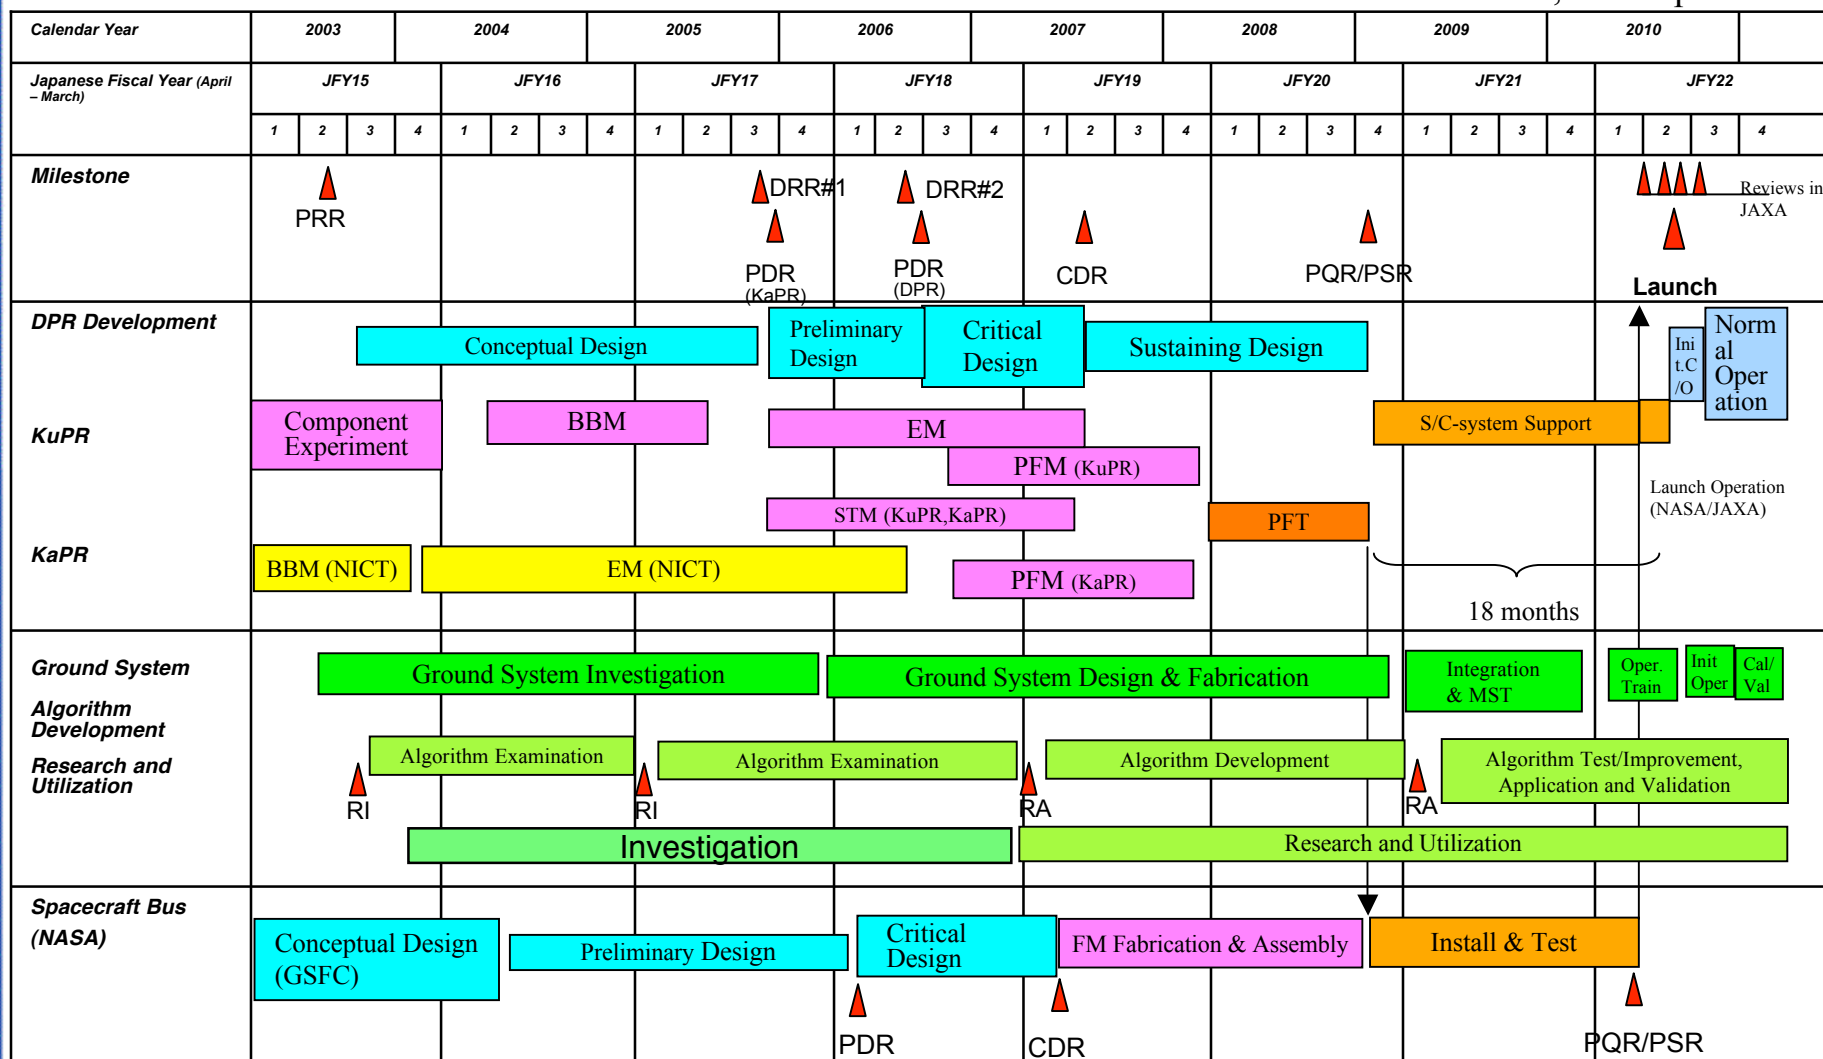 Calendar Year 2003 2004 2005 2006 2007 2008 2009 2010
Japanese Fiscal Year (April
– March)
JFY15 JFY16 JFY17 JFY18 JFY19 JFY20 JFY21 JFY22
1 2 3 4 1 2 3 4 1 2 3 4 1 2 3 4 1 2 3 4 1 2 3 4 1 2 3 4 1 2 3 4
Milestone
PRR
DRR#1
PDR
(KaPR)
DRR#2
PDR
(DPR)
CDR
PQR/PSR
Reviews in
JAXA
Launch
DPR Development
Conceptual Design
Preliminary
Design
Critical
Design
Sustaining Design
Ini
t.C
/O
Norm
al
Oper
ation
KuPR
Component
Experiment
BBM
EM
PFM (KuPR)
S/C-system Support
STM (KuPR,KaPR)
PFT
Launch Operation
(NASA/JAXA)
KaPR
BBM (NICT)
EM (NICT)
PFM (KaPR)
18 months
Ground System
Ground System Investigation
Ground System Design & Fabrication
Integration
& MST
Oper.
Train
Init
Oper
Cal/
Val
Algorithm
Development
Algorithm Examination
Algorithm Examination
Algorithm Development
Algorithm Test/Improvement,
Application and Validation
Research and
Utilization
RI
RI
RA
RA
Investigation
Research and Utilization
Spacecraft Bus
(NASA)
Conceptual Design
(GSFC)
Preliminary Design
Critical
Design
FM Fabrication & Assembly
Install & Test
PDR
CDR
PQR/PSR